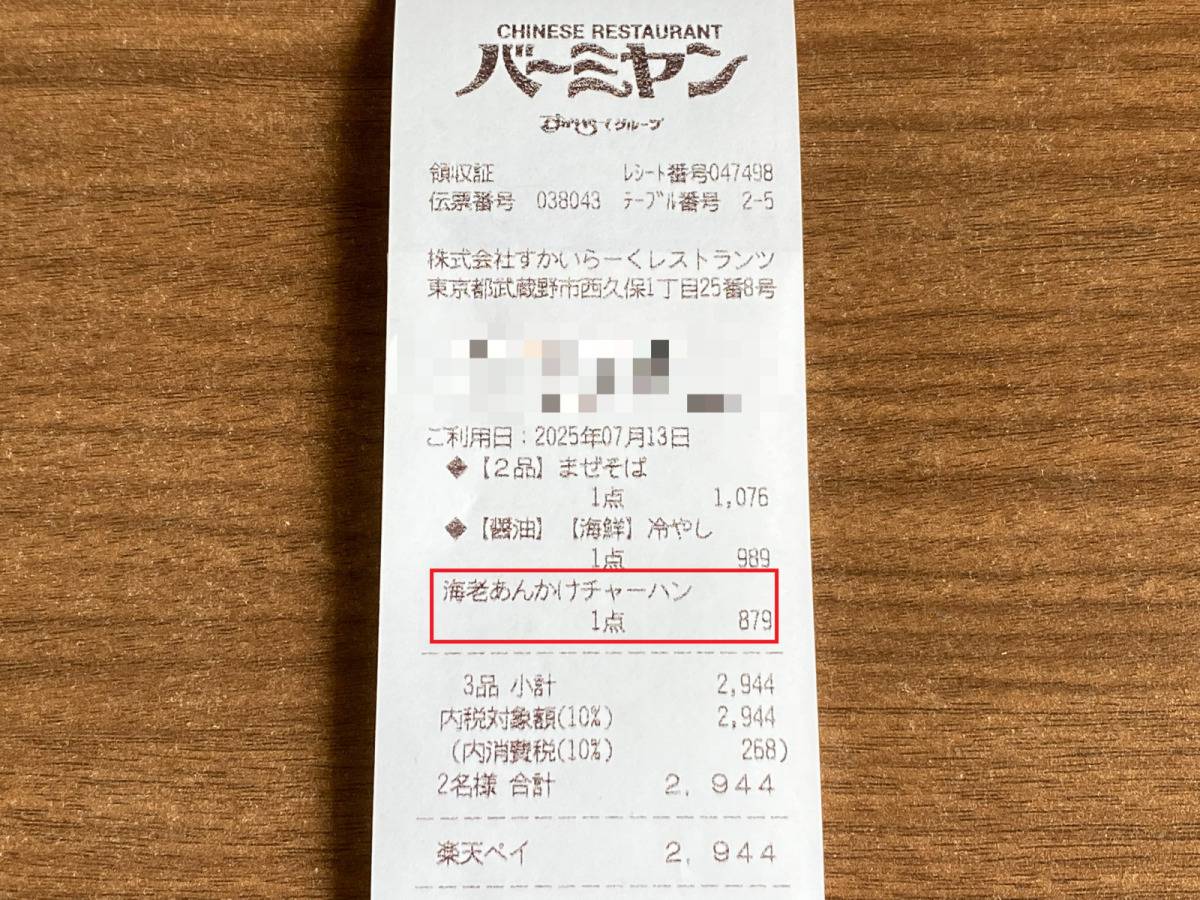 CHINESE RESTAURANT
バーミヤン
すかいらーくグループ
領収証 ﾚｼｰﾄ番号047498
伝票番号 038043 ﾃｰﾌﾞﾙ番号 2-5
株式会社すかいらーくレストランツ
東京都武蔵野市西久保1丁目25番8号
ご利用日：2025年07月13日
◆【２品】まぜそば
1点 1,076
◆【醤油】【海鮮】冷やし
1点 989
海老あんかけチャーハン
1点 879
3品 小計 2,944
内税対象額(10%) 2,944
(内消費税(10%) 268)
2名様 合計 ２，９４４
楽天ペイ ２，９４４